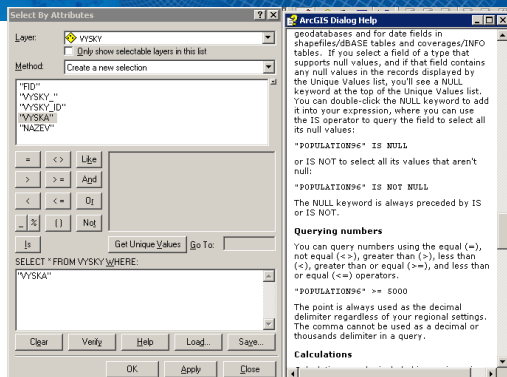 Select By Attributes
Layer: VYSKY
Only show selectable layers in this list
Method: Create a new selection
"FID"
"VYSKY_"
"VYSKY_ID"
"VYSKA"
"NAZEV"
= <> Like
> >= And
< <= Or
_ % () Not
Is Get Unique Values Go To:
SELECT * FROM VYSKY WHERE:
"VYSKA"
Clear Verify Help Load... Save...
OK Apply Close
ArcGIS Dialog Help
geodatabases and for date fields in
shapefiles/dBASE tables and coverages/INFO
tables. If you select a field of a type that
supports null values, and if that field contains
any null values in the records displayed by
the Unique Values list, you'll see a NULL
keyword at the top of the Unique Values list.
You can double-click the NULL keyword to add
it into your expression, where you can use
the IS operator to query the field to select all
its null values:
"POPULATION96" IS NULL
or IS NOT to select all its values that aren't
null:
"POPULATION96" IS NOT NULL
The NULL keyword is always preceded by IS
or IS NOT.
Querying numbers
You can query numbers using the equal (=),
not equal (<>), greater than (>), less than
(<), greater than or equal (>=), and less than
or equal (<=) operators.
"POPULATION96" >= 5000
The point is always used as the decimal
delimiter regardless of your regional settings.
The comma cannot be used as a decimal or
thousands delimiter in a query.
Calculations